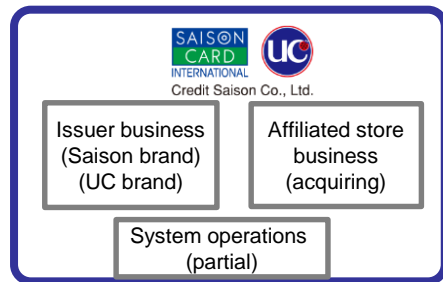 SAISON
CARD
INTERNATIONAL
UC
Credit Saison Co., Ltd.
Issuer business
(Saison brand)
(UC brand)
Affiliated store
business
(acquiring)
System operations
(partial)